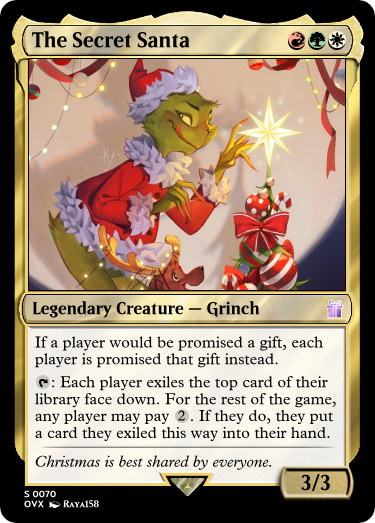 The Secret Santa
Legendary Creature — Grinch
If a player would be promised a gift, each
player is promised that gift instead.
: Each player exiles the top card of their
library face down. For the rest of the game,
any player may pay 2. If they do, they put
a card they exiled this way into their hand.
Christmas is best shared by everyone.
3/3
S 0070
OVX Raya158